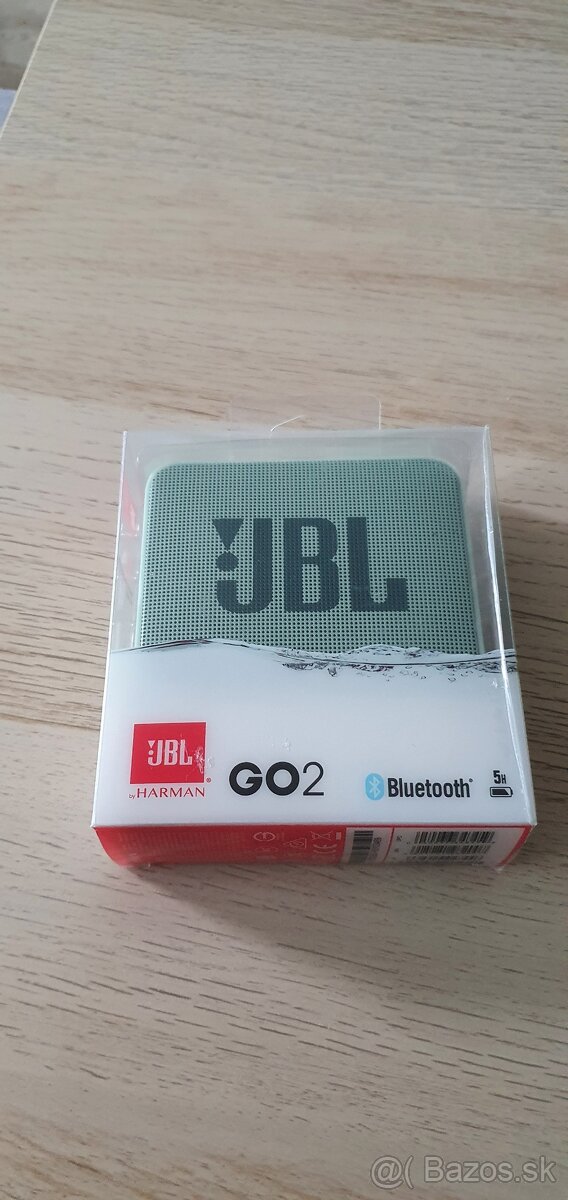 JBL
JBL
by HARMAN
GO2
Bluetooth®
5H
@( Bazos.sk